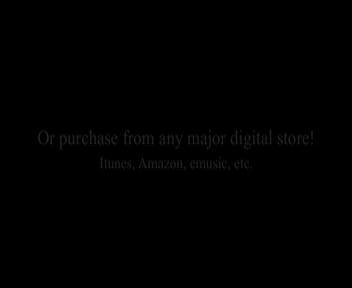 Or purchase from any major digital store!
Itunes, Amazon, emusic, etc.